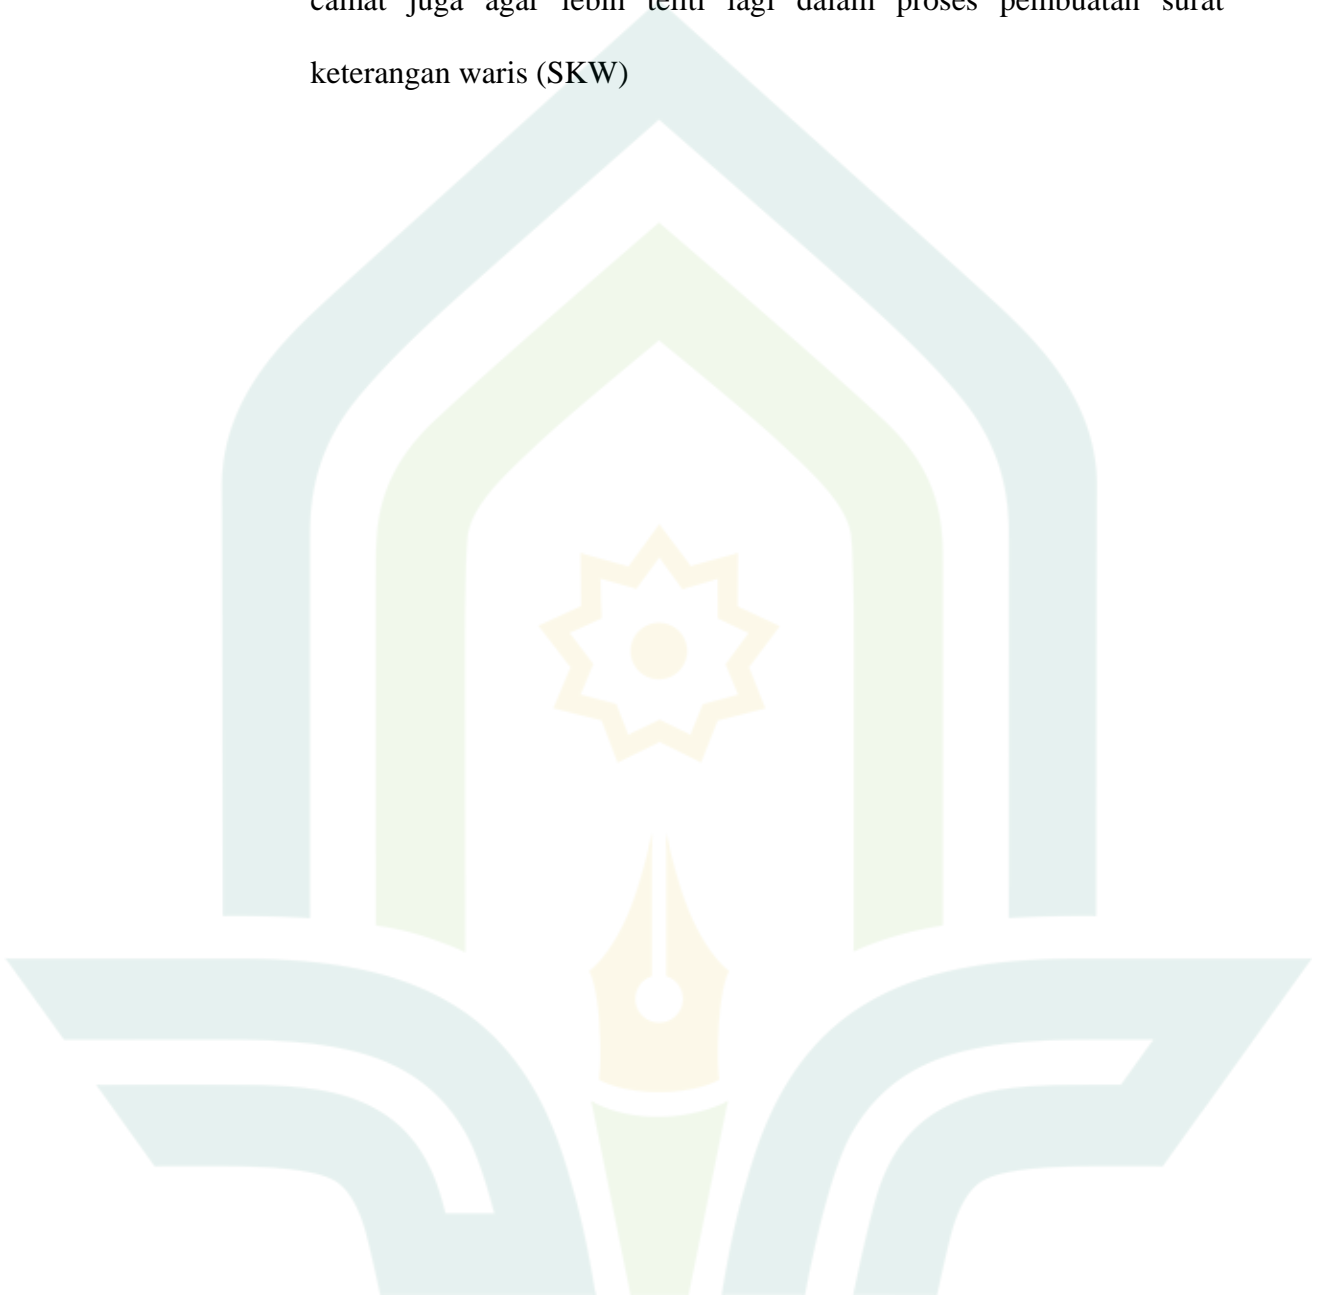 camat juga agar lebih teliti lagi dalam proses pembuatan surat
keterangan waris (SKW)